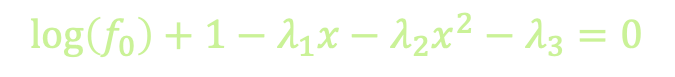 log(f₀) + 1 − λ₁x − λ₂x² − λ₃ = 0